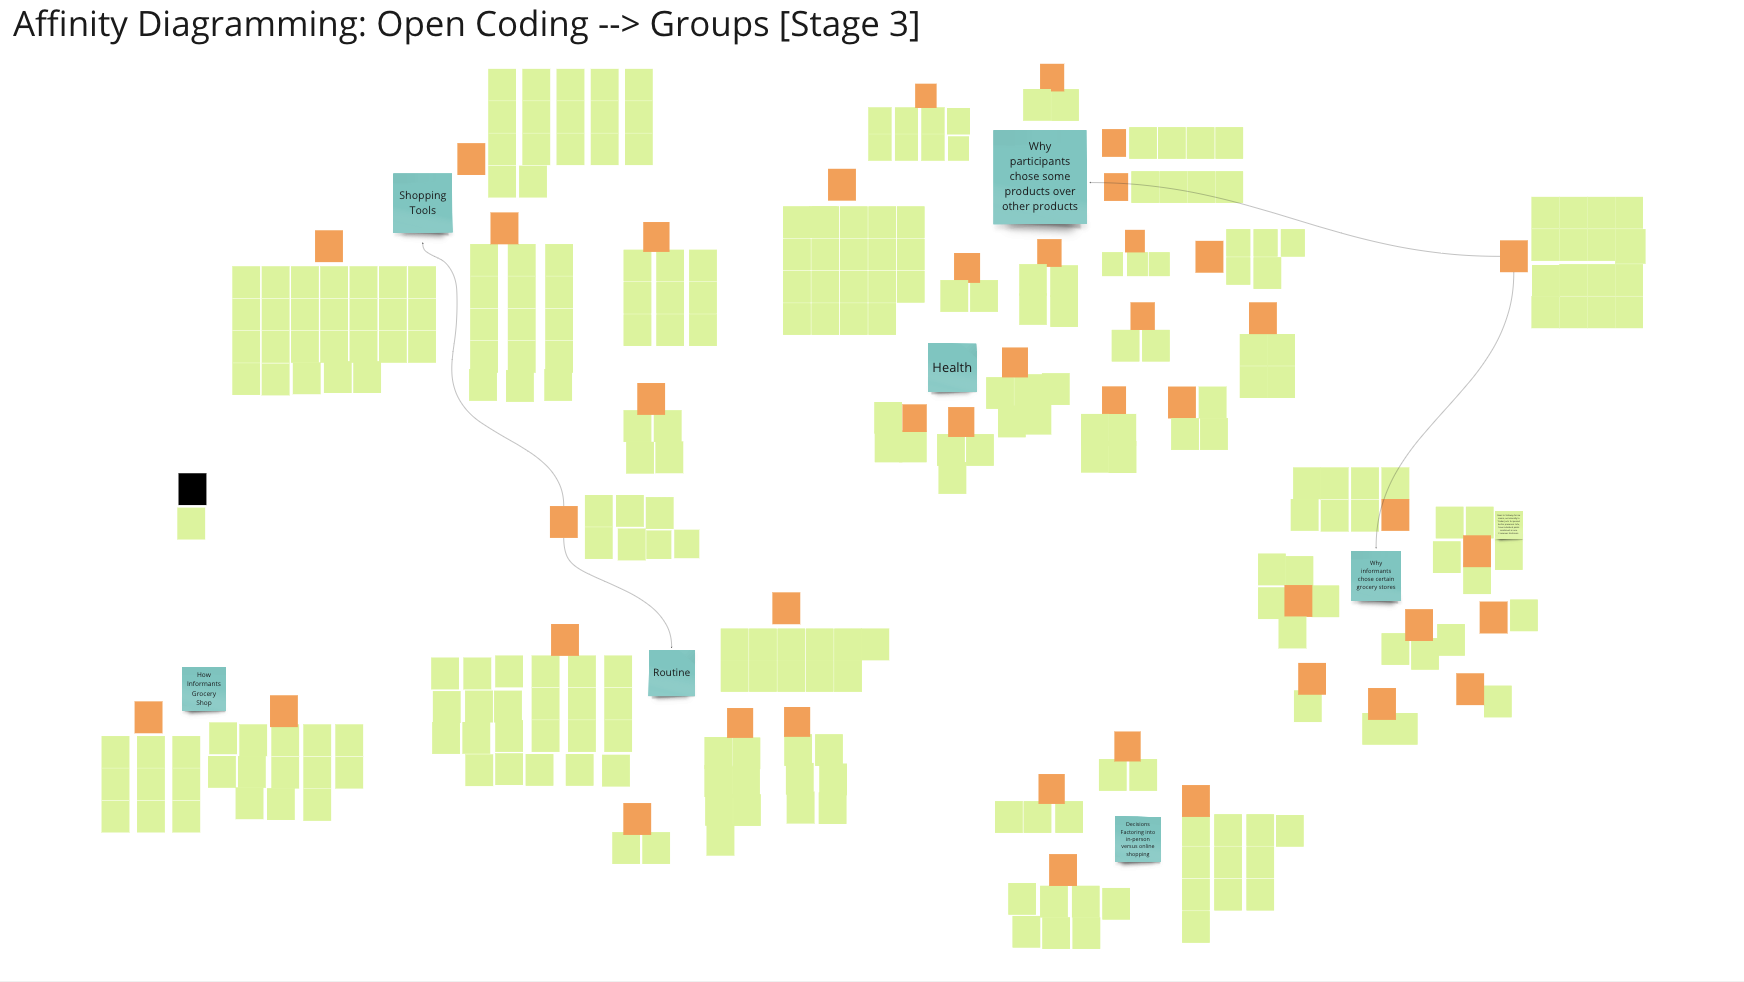 Affinity Diagramming: Open Coding --> Groups [Stage 3]
Shopping
Tools
Why
participants
chose some
products over
other products
Health
Why
informants
chose certain
grocery stores
How
Informants
Grocery
Shop
Routine
Decisions
Factoring into
in-person
versus online
shopping